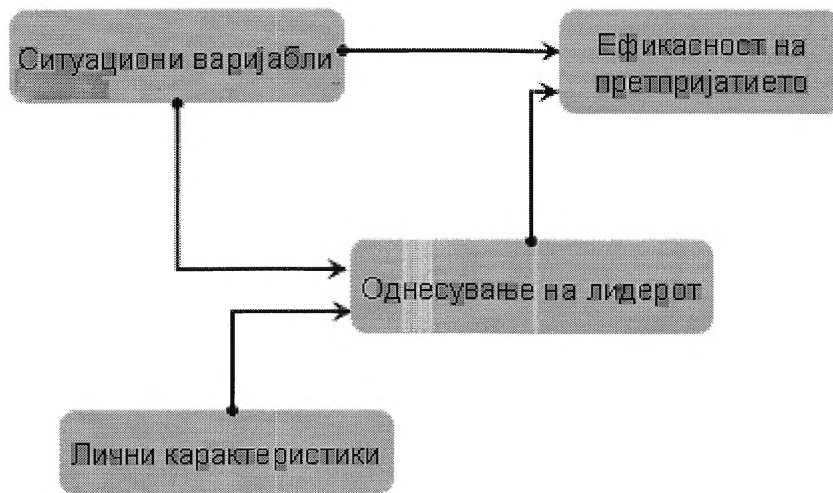 Ситуациони варијабли
Ефикасност на
претпријатието
Однесување на лидерот
Лични карактеристики